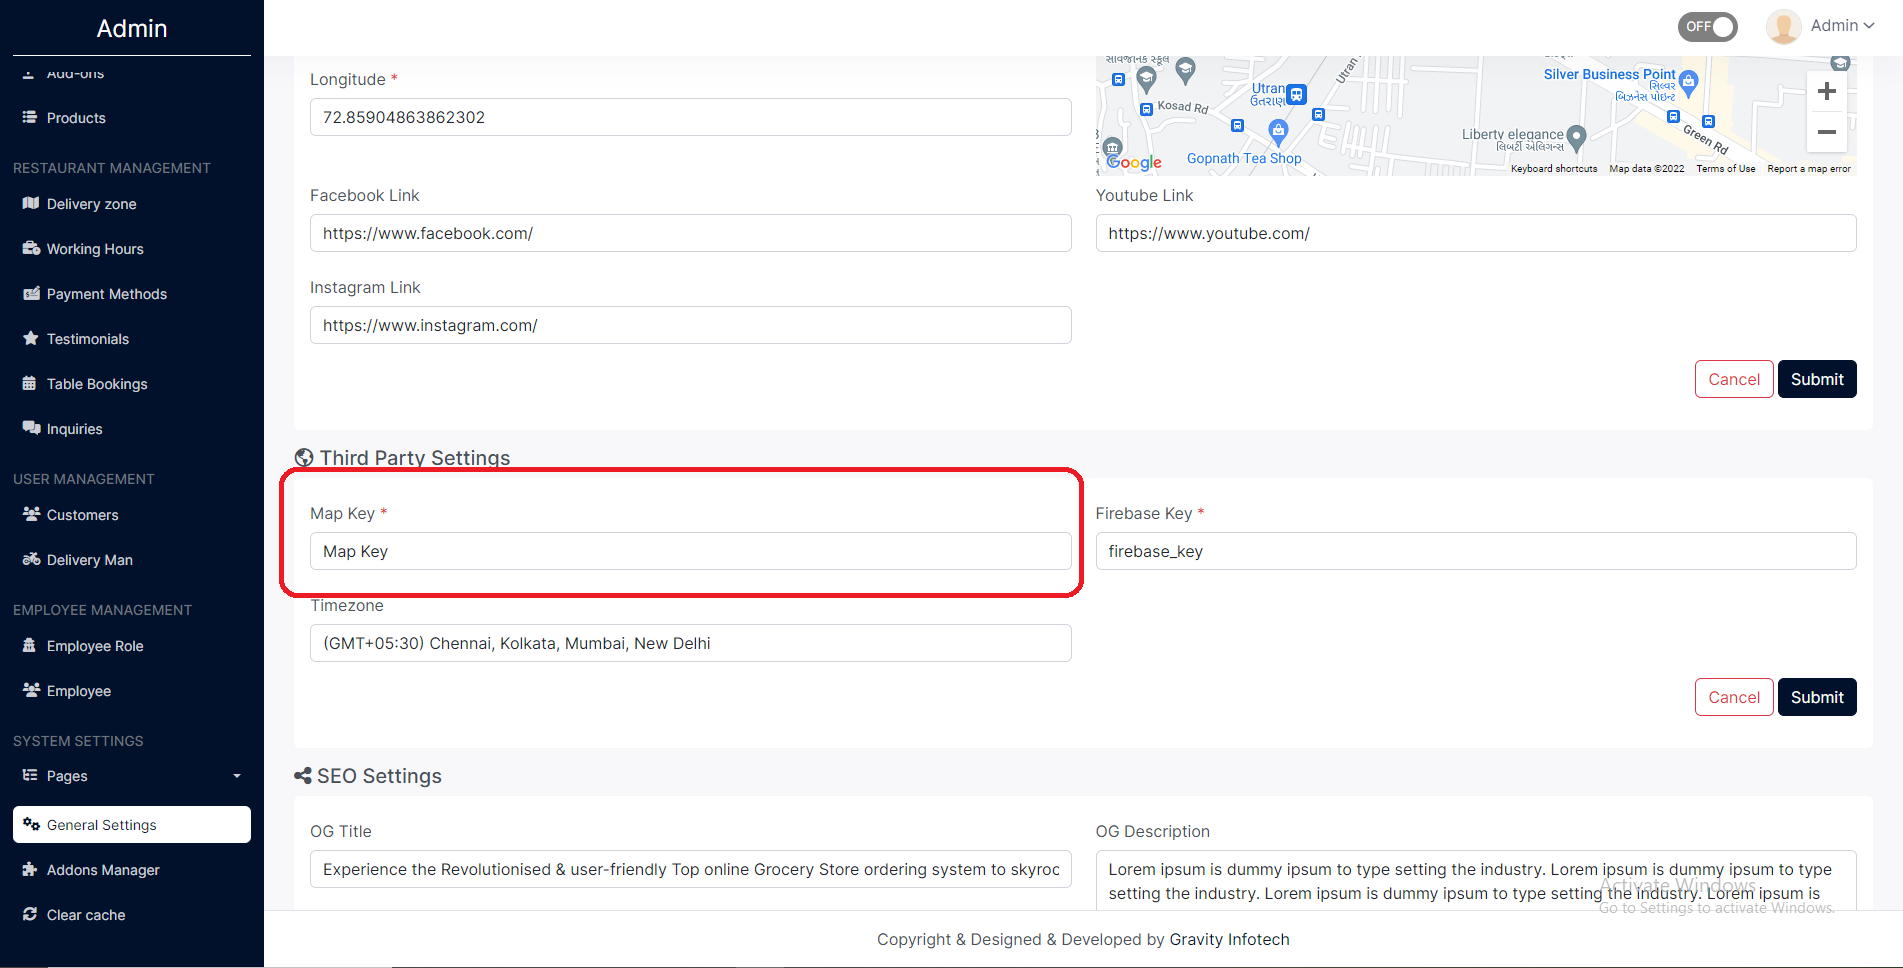 Admin
OFF
Admin
Add-ons
Products
RESTAURANT MANAGEMENT
Delivery zone
Working Hours
Payment Methods
Testimonials
Table Bookings
Inquiries
USER MANAGEMENT
Customers
Delivery Man
EMPLOYEE MANAGEMENT
Employee Role
Employee
SYSTEM SETTINGS
Pages
General Settings
Addons Manager
Clear cache
Longitude *
72.85904863862302
સાર્વજનિક સ્કૂલ
Utran
Silver Business Point
સિલ્વર
બિઝનેસ પોઇન્ટ
Utran
ઉતરાણ
Kosad Rd
Liberty elegance
લિબર્ટી એલિગન્સ
Green Rd
Gopnath Tea Shop
Google
Keyboard shortcuts Map data ©2022 Terms of Use Report a map error
Facebook Link
https://www.facebook.com/
Youtube Link
https://www.youtube.com/
Instagram Link
https://www.instagram.com/
Cancel Submit
Third Party Settings
Map Key *
Map Key
Firebase Key *
firebase_key
Timezone
(GMT+05:30) Chennai, Kolkata, Mumbai, New Delhi
Cancel Submit
SEO Settings
OG Title
Experience the Revolutionised & user-friendly Top online Grocery Store ordering system to skyroc
OG Description
Lorem ipsum is dummy ipsum to type setting the industry. Lorem ipsum is dummy ipsum to type
setting the industry. Lorem ipsum is dummy ipsum to type setting the industry. Lorem ipsum is
Activate Windows
Go to Settings to activate Windows.
Copyright & Designed & Developed by Gravity Infotech